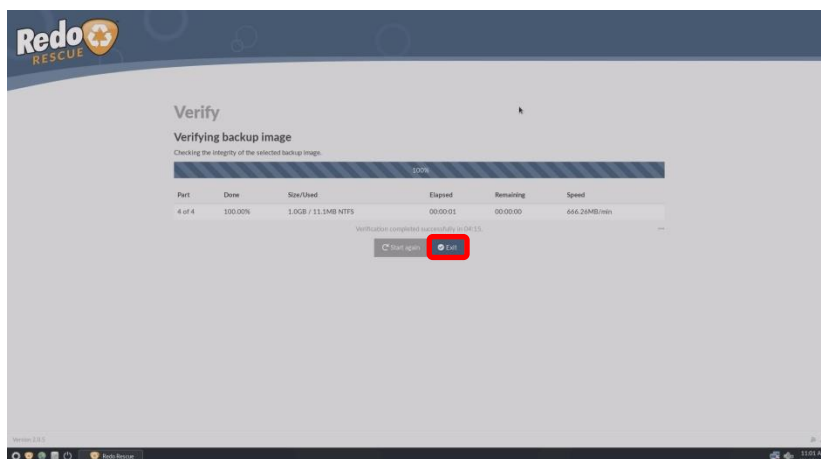 Redo
RESCUE
Verify
Verifying backup image
Checking the integrity of the selected backup image.
100%
Part Done Size/Used Elapsed Remaining Speed
4 of 4 100.00% 1.0GB / 11.1MB NTFS 00:00:01 00:00:00 666.26MB/min
Verification completed successfully in 04:15.
Start again Exit
Redo Rescue
11:01 A